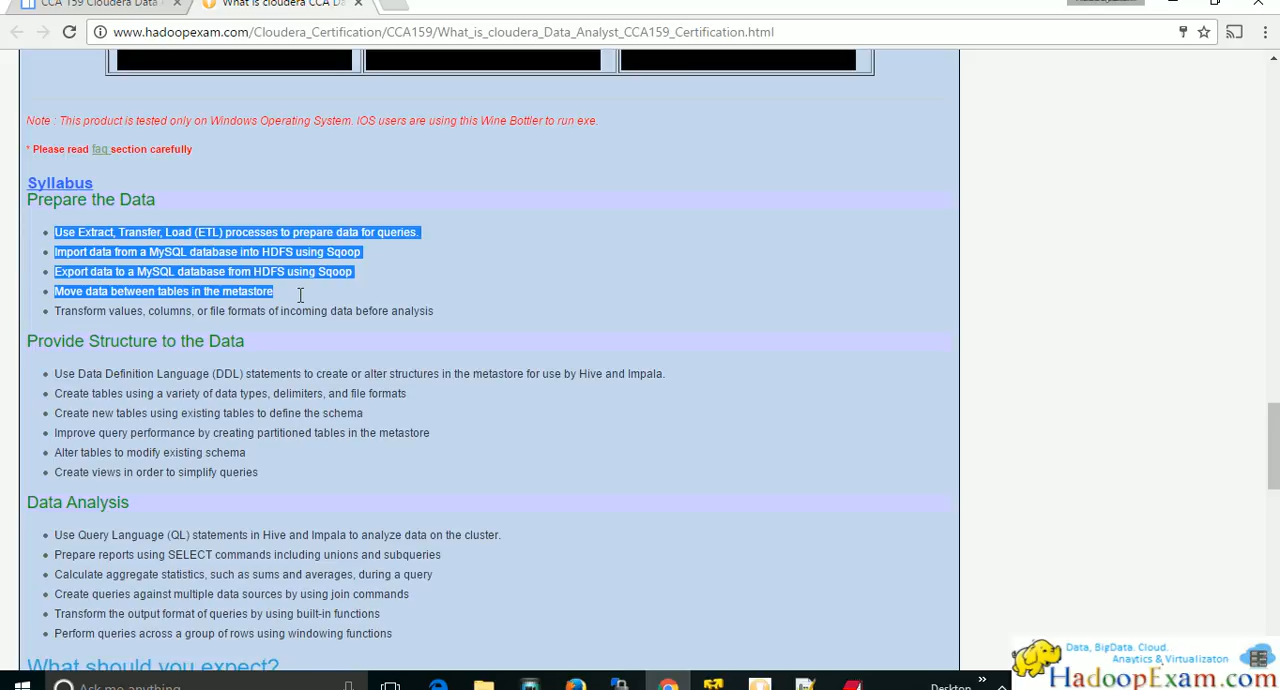 CCA 159 Cloudera Data
What is cloudera CCA Da
www.hadoopexam.com/Cloudera_Certification/CCA159/What_is_cloudera_Data_Analyst_CCA159_Certification.html
Note : This product is tested only on Windows Operating System. IOS users are using this Wine Bottler to run exe.
* Please read faq section carefully
Syllabus
Prepare the Data
Use Extract, Transfer, Load (ETL) processes to prepare data for queries.
Import data from a MySQL database into HDFS using Sqoop
Export data to a MySQL database from HDFS using Sqoop
Move data between tables in the metastore
Transform values, columns, or file formats of incoming data before analysis
Provide Structure to the Data
Use Data Definition Language (DDL) statements to create or alter structures in the metastore for use by Hive and Impala.
Create tables using a variety of data types, delimiters, and file formats
Create new tables using existing tables to define the schema
Improve query performance by creating partitioned tables in the metastore
Alter tables to modify existing schema
Create views in order to simplify queries
Data Analysis
Use Query Language (QL) statements in Hive and Impala to analyze data on the cluster.
Prepare reports using SELECT commands including unions and subqueries
Calculate aggregate statistics, such as sums and averages, during a query
Create queries against multiple data sources by using join commands
Transform the output format of queries by using built-in functions
Perform queries across a group of rows using windowing functions
What should you expect?
Data, BigData. Cloud.
Anaytics & Virtualizaton
HadoopExam.com
Ask me anything
Desktop